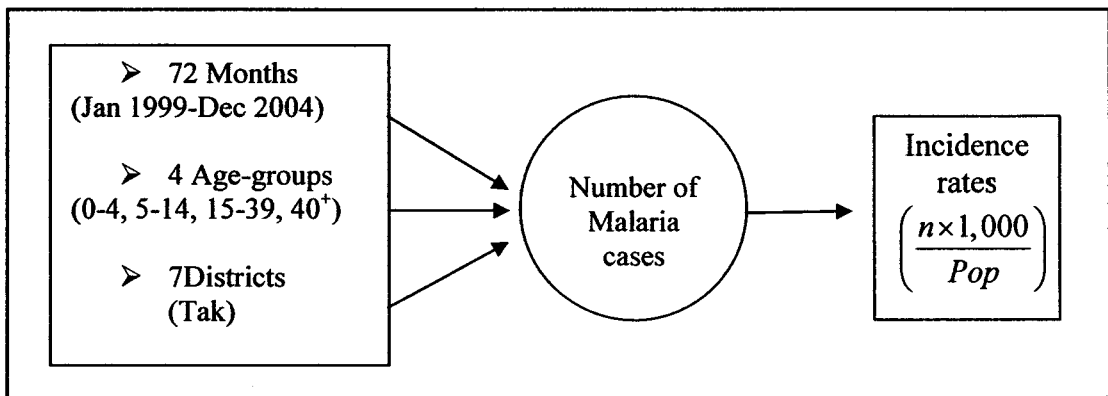 ➢ 72 Months
(Jan 1999-Dec 2004)
➢ 4 Age-groups
(0-4, 5-14, 15-39, 40⁺)
➢ 7Districts
(Tak)
Number of
Malaria
cases
Incidence
rates
(n×1,000
/Pop)